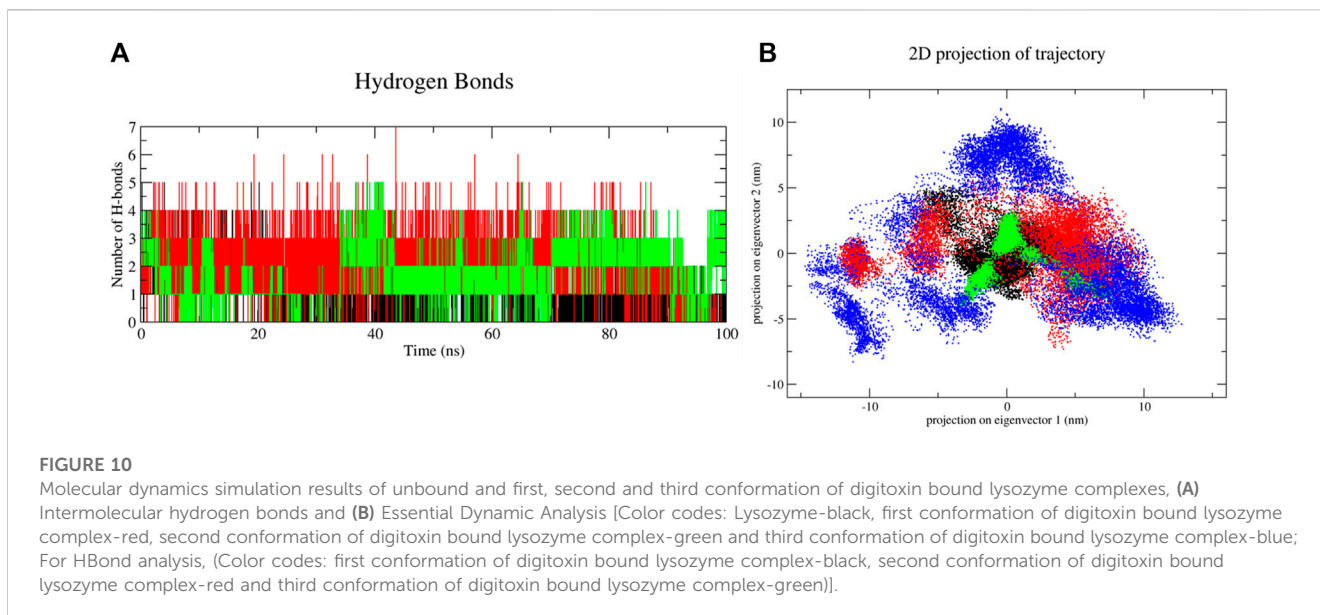 A
Hydrogen Bonds
Number of H-bonds
7
6
5
4
3
2
1
0
0
20
40
60
80
100
Time (ns)
B
2D projection of trajectory
projection on eigenvector 2 (nm)
10
5
0
-5
-10
-10
0
10
projection on eigenvector 1 (nm)
FIGURE 10
Molecular dynamics simulation results of unbound and first, second and third conformation of digitoxin bound lysozyme complexes, (A)
Intermolecular hydrogen bonds and (B) Essential Dynamic Analysis [Color codes: Lysozyme-black, first conformation of digitoxin bound lysozyme
complex-red, second conformation of digitoxin bound lysozyme complex-green and third conformation of digitoxin bound lysozyme complex-blue;
For HBond analysis, (Color codes: first conformation of digitoxin bound lysozyme complex-black, second conformation of digitoxin bound
lysozyme complex-red and third conformation of digitoxin bound lysozyme complex-green)].